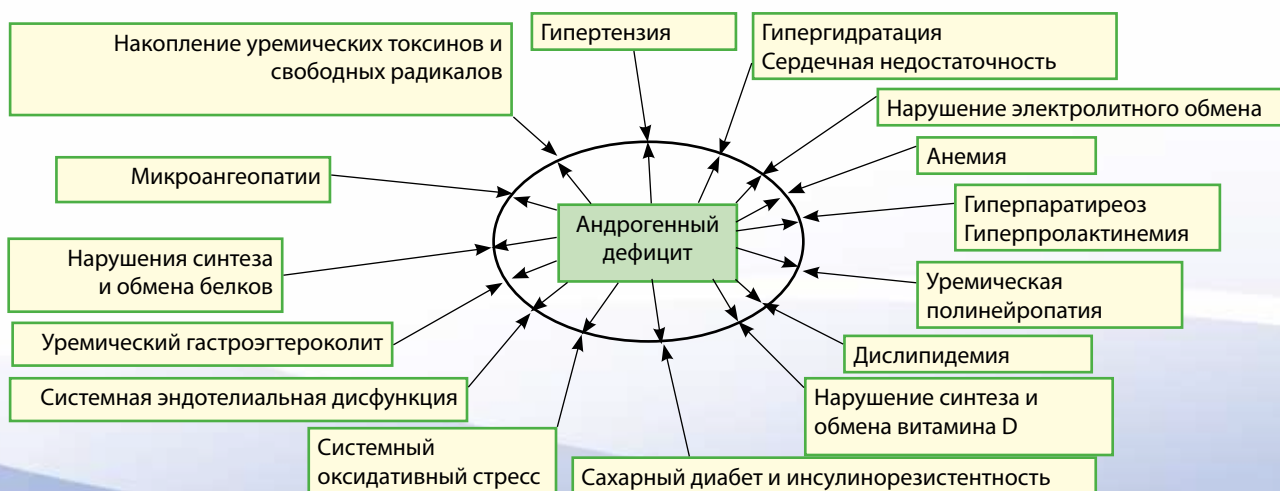 Накопление уремических токсинов и
свободных радикалов
Гипертензия
Гипергидратация
Сердечная недостаточность
Нарушение электролитного обмена
Анемия
Микроангеопатии
Гиперпаратиреоз
Гиперпролактинемия
Андрогенный
дефицит
Нарушения синтеза
и обмена белков
Уремическая
полинейропатия
Уремический гастроэгтероколит
Дислипидемия
Системная эндотелиальная дисфункция
Нарушение синтеза и
обмена витамина D
Системный
оксидативный стресс
Сахарный диабет и инсулинорезистентность